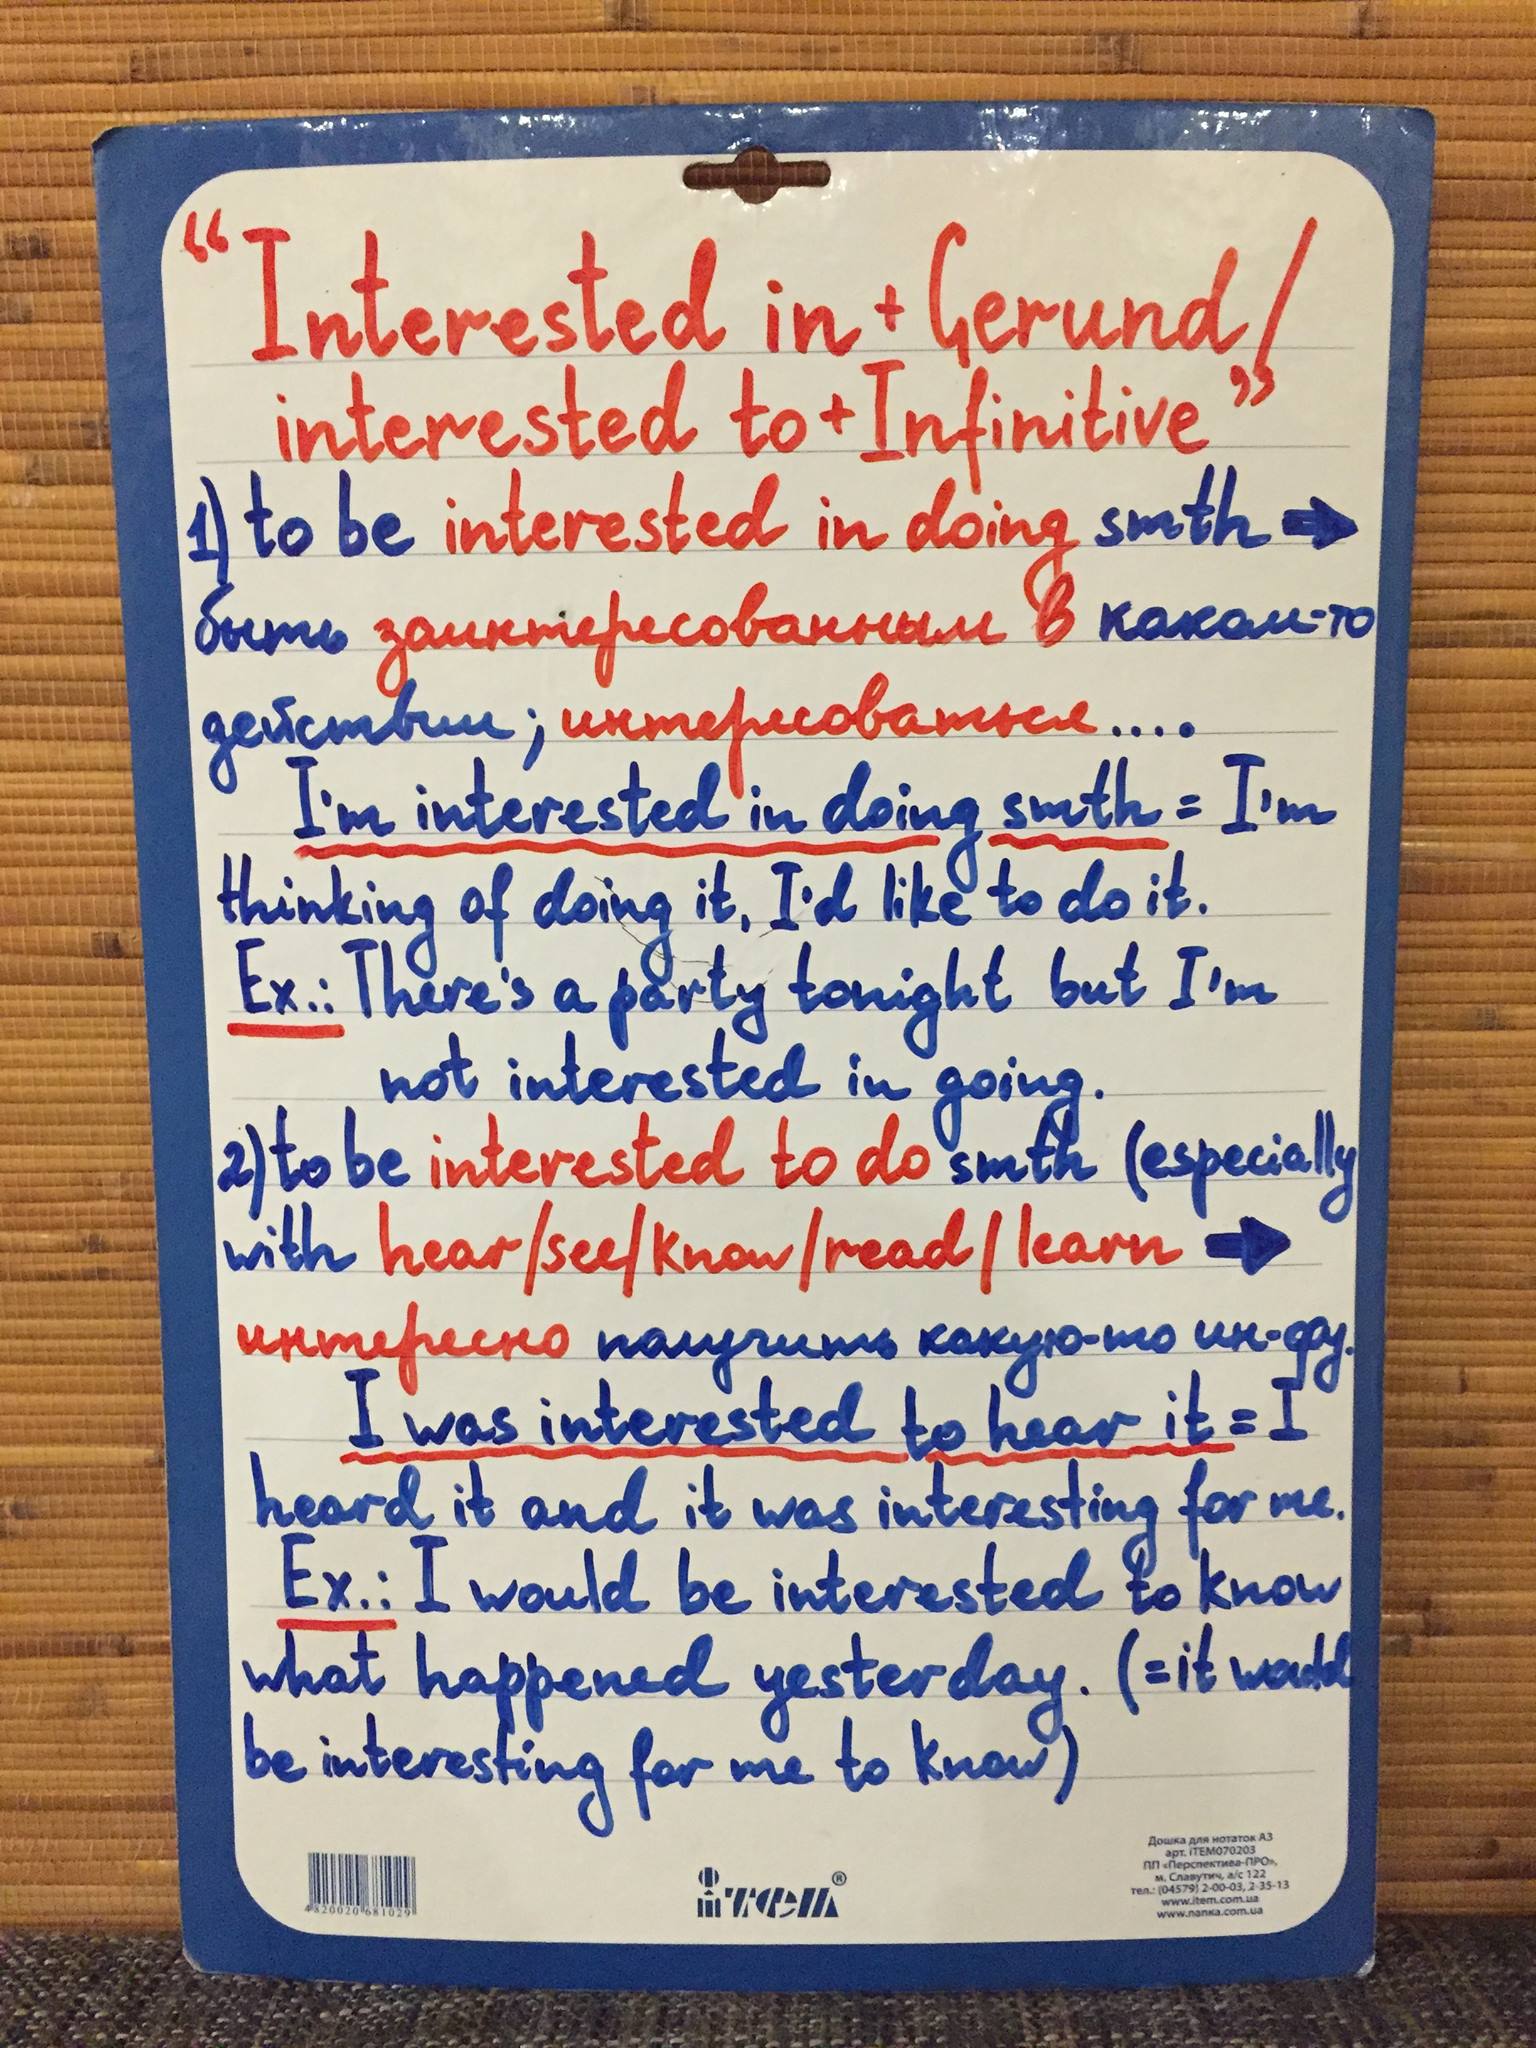 “Interested in + Gerund/
interested to + Infinitive”
1) to be interested in doing smth ➡
быть заинтересованным в каком-то
действии; интересоваться....
I'm interested in doing smth = I'm
thinking of doing it, I'd like to do it.
Ex.: There's a party tonight but I'm
not interested in going.
2) to be interested to do smth (especially
with hear/see/know/read/learn ➡
интересно получить какую-то ин-фу.
I was interested to hear it = I
heard it and it was interesting for me.
Ex.: I would be interested to know
what happened yesterday. (= it would
be interesting for me to know)
4820020681029
iтем®
Дошка для нотаток А3
арт. iTEM070203
ПП «Перспектива-ПРО»,
м. Славутич, а/с 122
тел.: (04579) 2-00-03, 2-35-13
www.item.com.ua
www.папка.com.ua